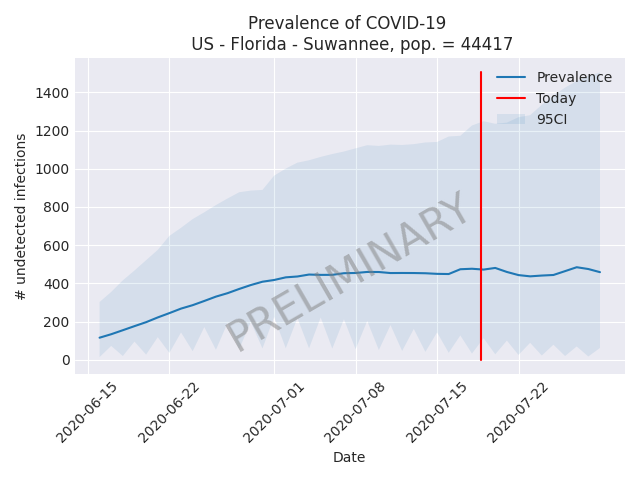 Prevalence of COVID-19
US - Florida - Suwannee, pop. = 44417
Prevalence
Today
95CI
1400
1200
1000
800
600
400
200
0
# undetected infections
PRELIMINARY
2020-06-15
2020-06-22
2020-07-01
2020-07-08
2020-07-15
2020-07-22
Date